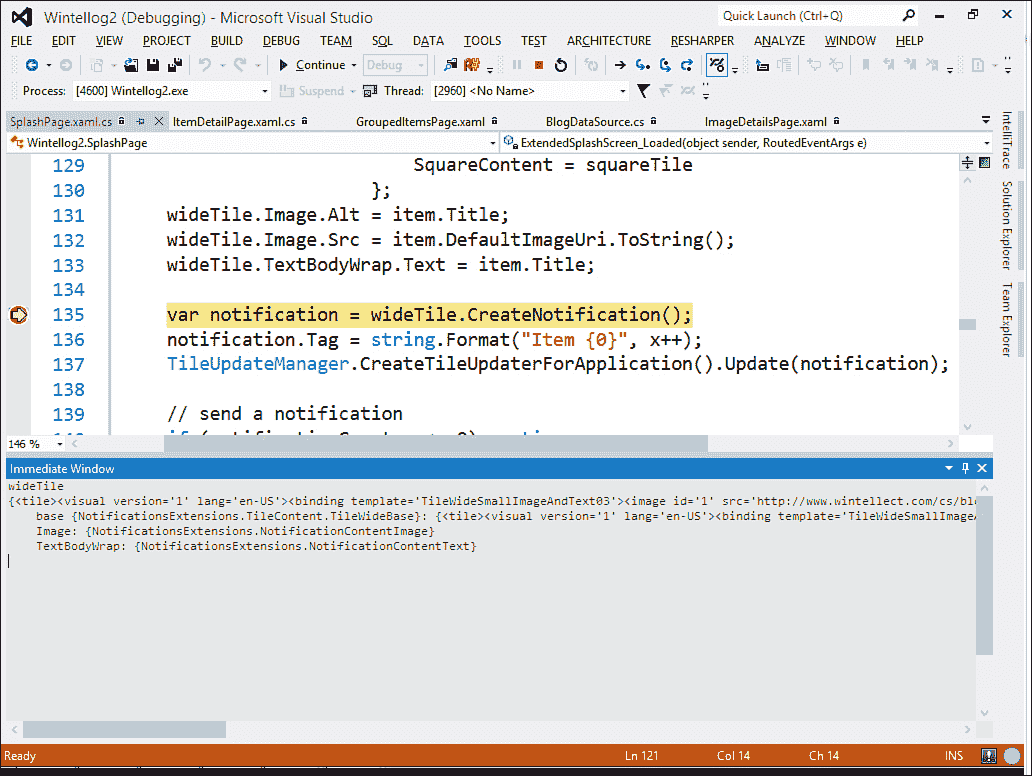 Wintellog2 (Debugging) - Microsoft Visual Studio
Quick Launch (Ctrl+Q)
FILE EDIT VIEW PROJECT BUILD DEBUG TEAM SQL DATA TOOLS TEST ARCHITECTURE RESHARPER ANALYZE WINDOW HELP
Continue Debug
Process: [4600] Wintellog2.exe Suspend Thread: [2960] <No Name>
SplashPage.xaml.cs ItemDetailPage.xaml.cs GroupedItemsPage.xaml BlogDataSource.cs ImageDetailsPage.xaml
Wintellog2.SplashPage ExtendedSplashScreen_Loaded(object sender, RoutedEventArgs e)
129 SquareContent = squareTile
130 };
131 wideTile.Image.Alt = item.Title;
132 wideTile.Image.Src = item.DefaultImageUri.ToString();
133 wideTile.TextBodyWrap.Text = item.Title;
134
135 var notification = wideTile.CreateNotification();
136 notification.Tag = string.Format("Item {0}", x++);
137 TileUpdateManager.CreateTileUpdaterForApplication().Update(notification);
138
139 // send a notification
146 %
Immediate Window
wideTile
{<tile><visual version='1' lang='en-US'><binding template='TileWideSmallImageAndText03'><image id='1' src='http://www.wintellect.com/cs/bl
base {NotificationsExtensions.TileContent.TileWideBase}: {<tile><visual version='1' lang='en-US'><binding template='TileWideSmallImage
Image: {NotificationsExtensions.NotificationContentImage}
TextBodyWrap: {NotificationsExtensions.NotificationContentText}
IntelliTrace
Solution Explorer
Team Explorer
Ready Ln 121 Col 14 Ch 14 INS